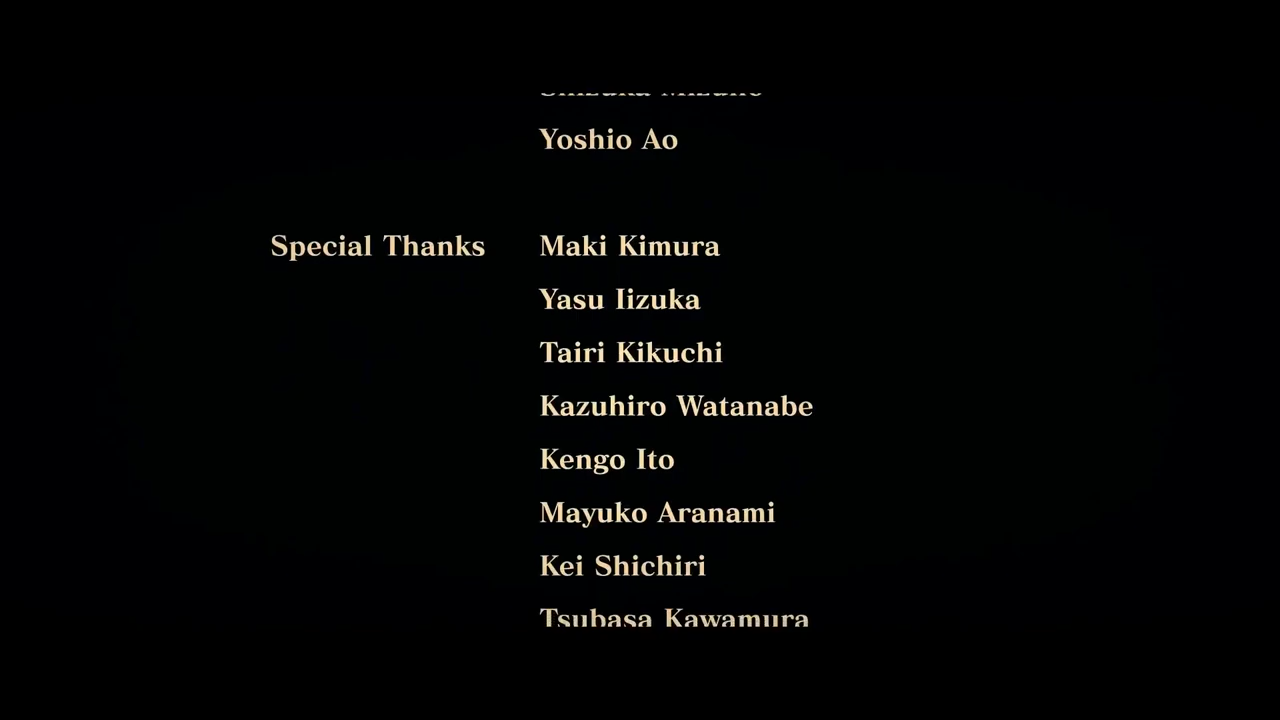 Yoshio Ao
Special Thanks Maki Kimura
Yasu Iizuka
Tairi Kikuchi
Kazuhiro Watanabe
Kengo Ito
Mayuko Aranami
Kei Shichiri
Tsubasa Kawamura